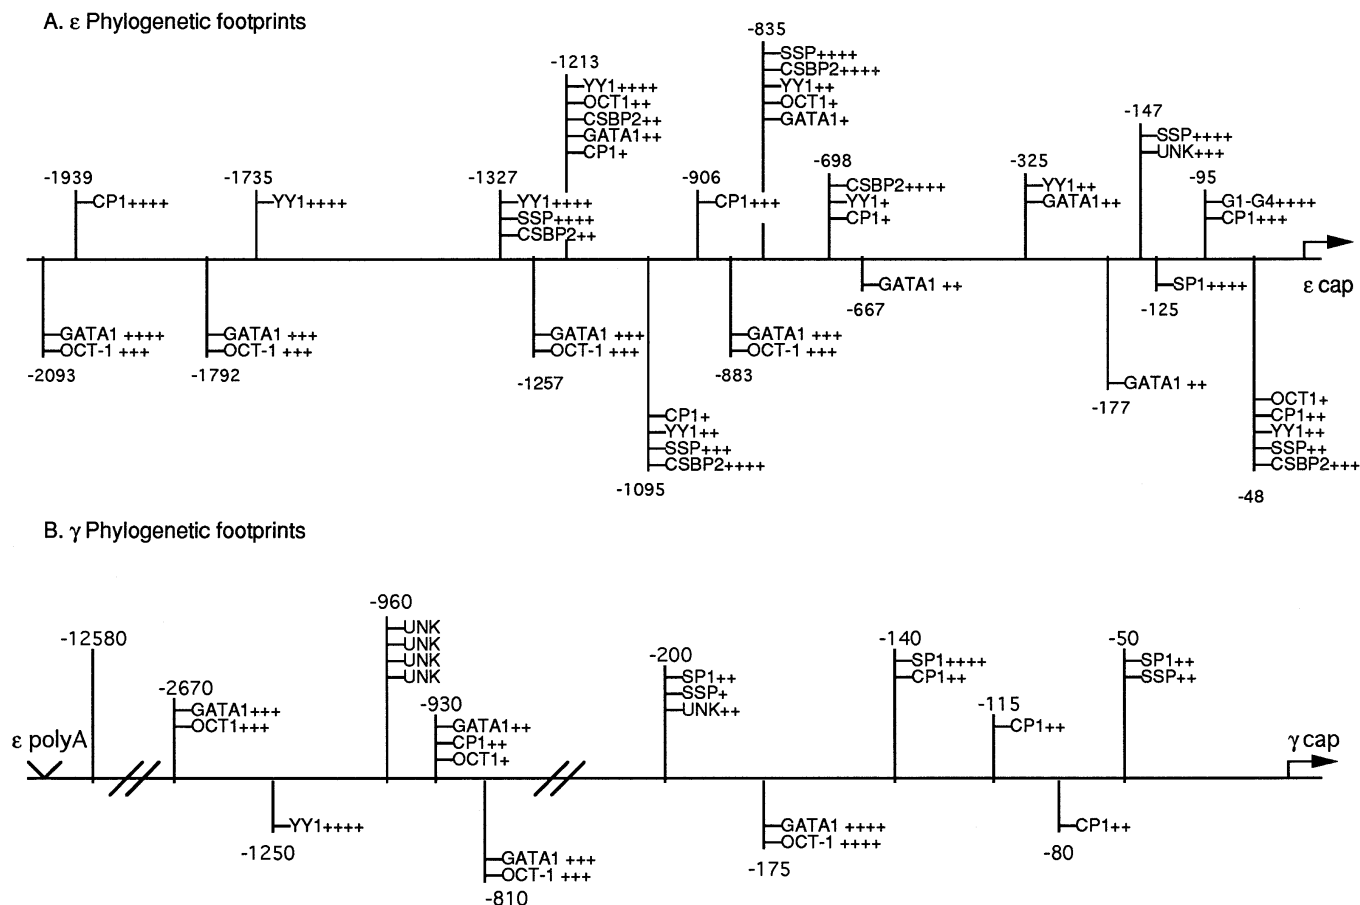 A. ε Phylogenetic footprints
-835
SSP++++
CSBP2++++
YY1++
OCT1+
GATA1+
-1213
YY1++++
OCT1++
CSBP2++
GATA1++
CP1+
-147
SSP++++
UNK+++
-1939
CP1++++
-1735
YY1++++
-1327
YY1++++
SSP++++
CSBP2++
-906
CP1+++
-698
CSBP2++++
YY1+
CP1+
-325
YY1++
GATA1++
-95
G1-G4++++
CP1+++
ε cap
GATA1 ++++
OCT-1 +++
-2093
GATA1 +++
OCT-1 +++
-1792
GATA1 +++
OCT-1 +++
-1257
CP1+
YY1++
SSP+++
CSBP2++++
-1095
GATA1 +++
OCT-1 +++
-883
GATA1 ++
-667
GATA1 ++
-177
SP1++++
-125
OCT1+
CP1++
YY1++
SSP++
CSBP2+++
-48
B. γ Phylogenetic footprints
ε polyA
-12580
-2670
GATA1+++
OCT1+++
-960
UNK
UNK
UNK
UNK
-930
GATA1++
CP1++
OCT1+
-200
SP1++
SSP+
UNK++
-140
SP1++++
CP1++
-115
CP1++
-50
SP1++
SSP++
γ cap
YY1++++
-1250
GATA1 +++
OCT-1 +++
-810
GATA1 ++++
OCT-1 ++++
-175
CP1++
-80